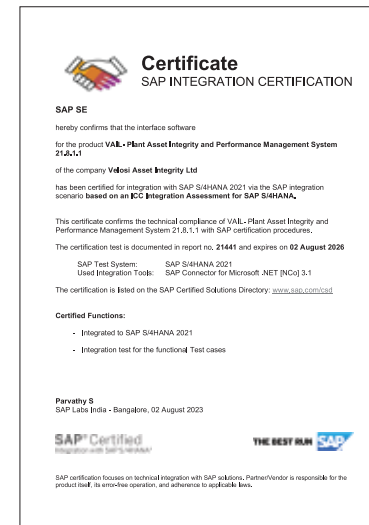 Certificate
SAP INTEGRATION CERTIFICATION
SAP SE
hereby confirms that the interface software
for the product VAIL- Plant Asset Integrity and Performance Management System
21.8.1.1
of the company Velosi Asset Integrity Ltd
has been certified for integration with SAP S/4HANA 2021 via the SAP integration
scenario based on an ICC Integration Assessment for SAP S/4HANA.
This certificate confirms the technical compliance of VAIL- Plant Asset Integrity and
Performance Management System 21.8.1.1 with SAP certification procedures.
The certification test is documented in report no. 21441 and expires on 02 August 2026
SAP Test System: SAP S/4HANA 2021
Used Integration Tools: SAP Connector for Microsoft .NET [NCo] 3.1
The certification is listed on the SAP Certified Solutions Directory: www.sap.com/csd
Certified Functions:
- Integrated to SAP S/4HANA 2021
- Integration test for the functional Test cases
Parvathy S
SAP Labs India - Bangalore, 02 August 2023
SAP® Certified
Integration with SAP S/4HANA®
THE BEST RUN SAP
SAP certification focuses on technical integration with SAP solutions. Partner/Vendor is responsible for the
product itself, its error-free operation, and adherence to applicable laws.